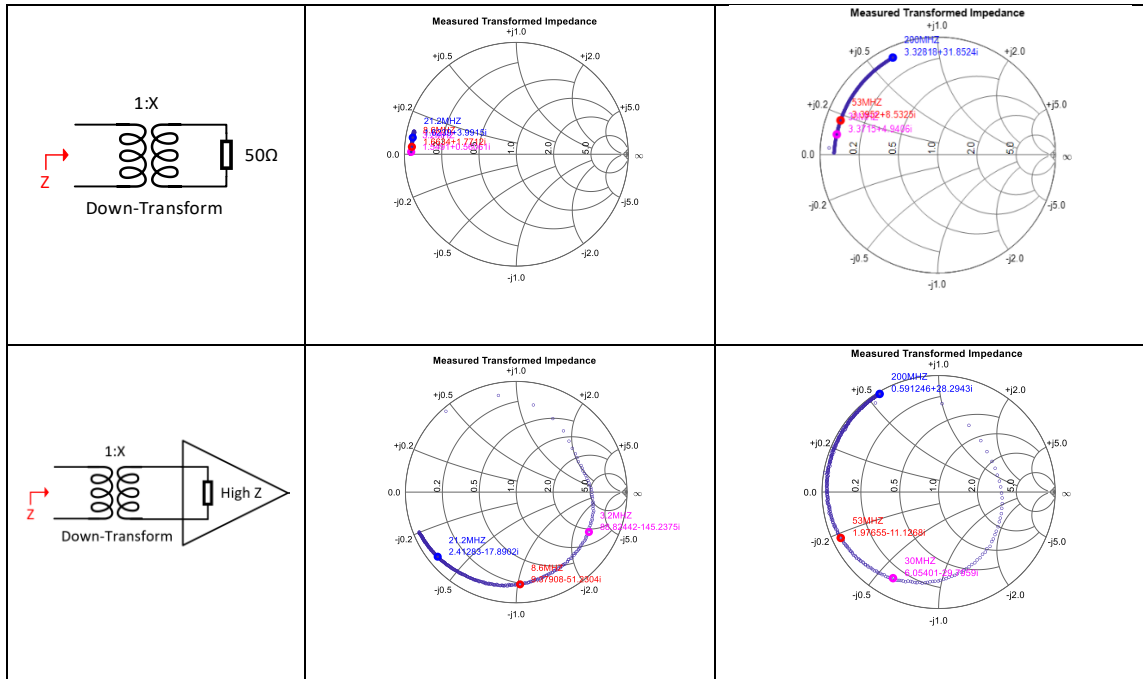 1:X
50Ω
Z
Down-Transform
Measured Transformed Impedance
+j1.0
+j0.5
+j2.0
+j0.2
+j5.0
21.2MHZ
0.0
0.2
0.5
1.0
2.0
5.0
∞
-j0.2
-j5.0
-j0.5
-j2.0
-j1.0
Measured Transformed Impedance
+j1.0
200MHZ
3.32818+31.8524i
+j0.5
+j2.0
+j0.2
+j5.0
53MHZ
0.0
0.2
0.5
1.0
2.0
5.0
∞
-j0.2
-j5.0
-j0.5
-j2.0
-j1.0
1:X
High Z
Z
Down-Transform
Measured Transformed Impedance
+j1.0
+j0.5
+j2.0
+j0.2
+j5.0
0.0
0.2
0.5
1.0
2.0
5.0
∞
3.2MHZ
-j0.2
-j5.0
21.2MHZ
2.41283-17.8902i
8.6MHZ
-j0.5
-j2.0
-j1.0
Measured Transformed Impedance
+j1.0
200MHZ
0.591246+28.2943i
+j0.5
+j2.0
+j0.2
+j5.0
0.0
0.2
0.5
1.0
2.0
5.0
∞
53MHZ
1.97655-11.1268i
-j0.2
-j5.0
30MHZ
-j0.5
-j2.0
-j1.0